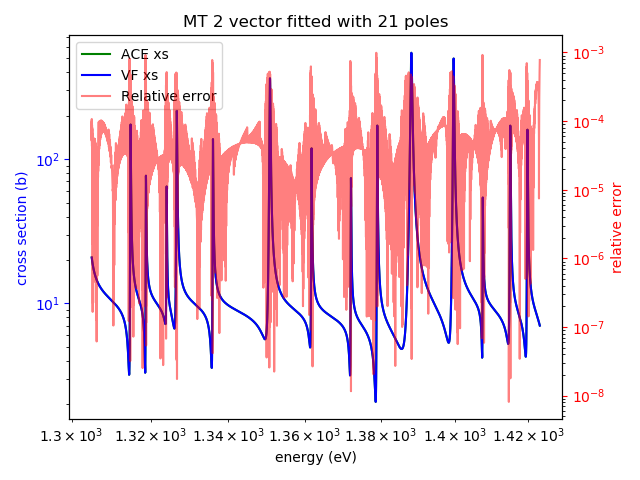 MT 2 vector fitted with 21 poles
ACE xs
VF xs
Relative error
cross section (b)
10²
10¹
relative error
10⁻³
10⁻⁴
10⁻⁵
10⁻⁶
10⁻⁷
10⁻⁸
1.3 × 10³ 1.32 × 10³ 1.34 × 10³ 1.36 × 10³ 1.38 × 10³ 1.4 × 10³ 1.42 × 10³
energy (eV)